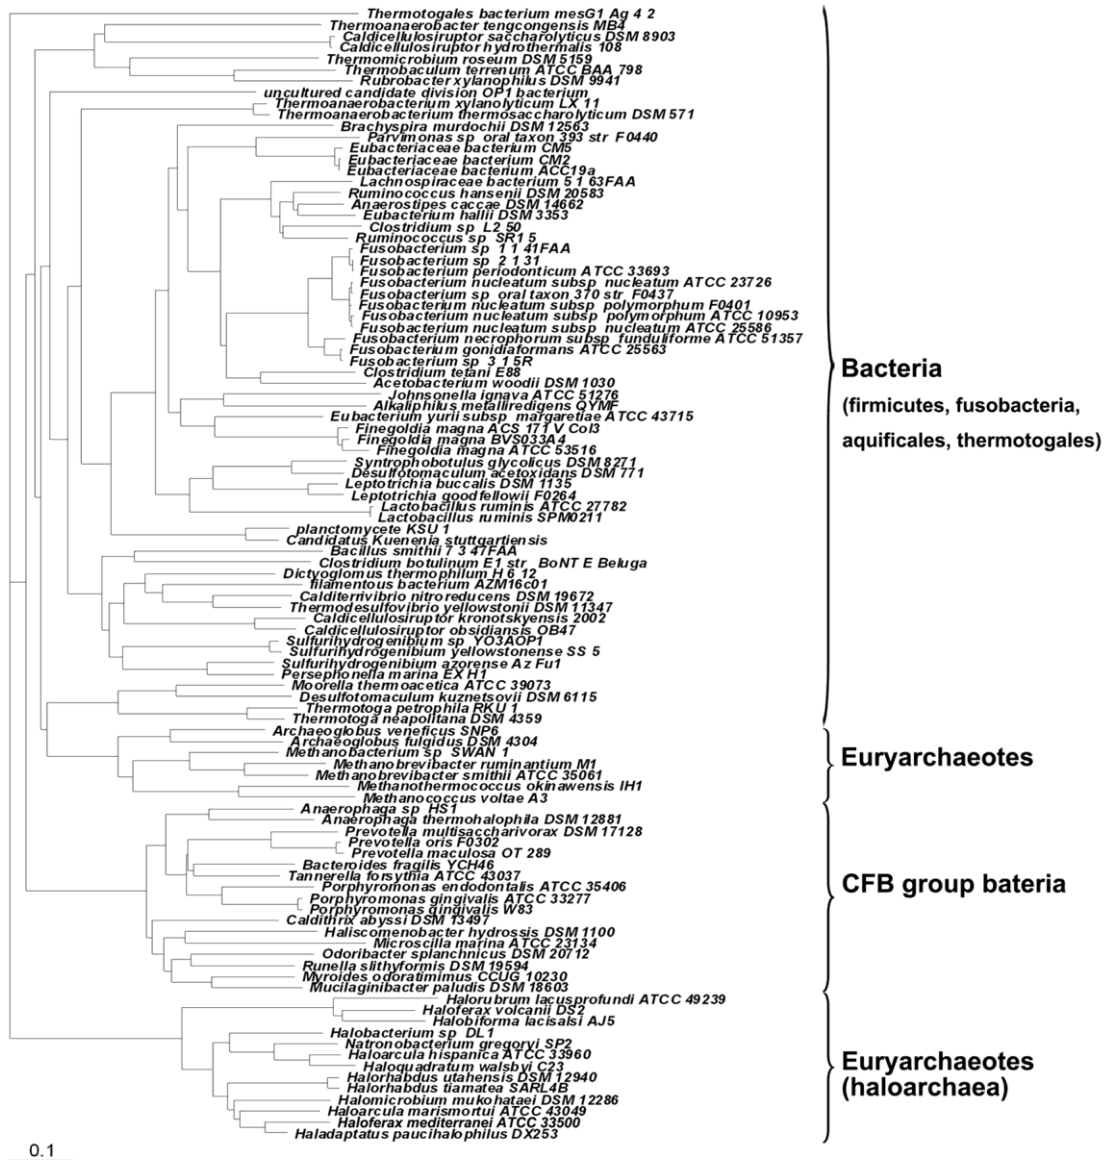 Thermotogales bacterium mesG1 Ag 4 2
Thermoanaerobacter tengcongensis MB4
Caldicellulosiruptor saccharolyticus DSM 8903
Caldicellulosiruptor hydrothermalis 108
Thermomicrobium roseum DSM 5159
Thermobaculum terrenum ATCC BAA 798
Rubrobacter xylanophilus DSM 9941
uncultured candidate division OP1 bacterium
Thermoanaerobacterium xylanolyticum LX 11
Thermoanaerobacterium thermosaccharolyticum DSM 571
Brachyspira murdochii DSM 12563
Parvimonas sp oral taxon 393 str F0440
Eubacteriaceae bacterium CM5
Eubacteriaceae bacterium CM2
Eubacteriaceae bacterium ACC19a
Lachnospiraceae bacterium 5 1 63FAA
Ruminococcus hansenii DSM 20583
Anaerostipes caccae DSM 14662
Eubacterium hallii DSM 3353
Clostridium sp L2 50
Ruminococcus sp SR1 5
Fusobacterium sp 1 1 41FAA
Fusobacterium sp 2 1 31
Fusobacterium periodonticum ATCC 33693
Fusobacterium nucleatum subsp nucleatum ATCC 23726
Fusobacterium sp oral taxon 370 str F0437
Fusobacterium nucleatum subsp polymorphum F0401
Fusobacterium nucleatum subsp polymorphum ATCC 10953
Fusobacterium nucleatum subsp nucleatum ATCC 25586
Fusobacterium necrophorum subsp funduliforme ATCC 51357
Fusobacterium gonidiaformans ATCC 25563
Fusobacterium sp 3 1 5R
Clostridium tetani E88
Acetobacterium woodii DSM 1030
Johnsonella ignava ATCC 51276
Alkaliphilus metalliredigens QYMF
Eubacterium yurii subsp margaretiae ATCC 43715
Finegoldia magna ACS 171 V Col3
Finegoldia magna BVS033A4
Finegoldia magna ATCC 53516
Syntrophobotulus glycolicus DSM 8271
Desulfotomaculum acetoxidans DSM 771
Leptotrichia buccalis DSM 1135
Leptotrichia goodfellowii F0264
Lactobacillus ruminis ATCC 27782
Lactobacillus ruminis SPM0211
planctomycete KSU 1
Candidatus Kuenenia stuttgartiensis
Bacillus smithii 7 3 47FAA
Clostridium botulinum E1 str BoNT E Beluga
Dictyoglomus thermophilum H 6 12
filamentous bacterium AZM16c01
Calditerrivibrio nitroreducens DSM 19672
Thermodesulfovibrio yellowstonii DSM 11347
Caldicellulosiruptor kronotskyensis 2002
Caldicellulosiruptor obsidiansis OB47
Sulfurihydrogenibium sp YO3AOP1
Sulfurihydrogenibium yellowstonense SS 5
Sulfurihydrogenibium azorense Az Fu1
Persephonella marina EX H1
Moorella thermoacetica ATCC 39073
Desulfotomaculum kuznetsovii DSM 6115
Thermotoga petrophila RKU 1
Thermotoga neapolitana DSM 4359
Archaeoglobus veneficus SNP6
Archaeoglobus fulgidus DSM 4304
Methanobacterium sp SWAN 1
Methanobrevibacter ruminantium M1
Methanobrevibacter smithii ATCC 35061
Methanothermococcus okinawensis IH1
Methanococcus voltae A3
Anaerophaga sp HS1
Anaerophaga thermohalophila DSM 12881
Prevotella multisaccharivorax DSM 17128
Prevotella oris F0302
Prevotella maculosa OT 289
Bacteroides fragilis YCH46
Tannerella forsythia ATCC 43037
Porphyromonas endodontalis ATCC 35406
Porphyromonas gingivalis ATCC 33277
Porphyromonas gingivalis W83
Caldithrix abyssi DSM 13497
Haliscomenobacter hydrossis DSM 1100
Microscilla marina ATCC 23134
Odoribacter splanchnicus DSM 20712
Runella slithyformis DSM 19594
Myroides odoratimimus CCUG 10230
Mucilaginibacter paludis DSM 18603
Halorubrum lacusprofundi ATCC 49239
Haloferax volcanii DS2
Halobiforma lacisalsi AJ5
Halobacterium sp DL1
Natronobacterium gregoryi SP2
Haloarcula hispanica ATCC 33960
Haloquadratum walsbyi C23
Halorhabdus utahensis DSM 12940
Halorhabdus tiamatea SARL4B
Halomicrobium mukohataei DSM 12286
Haloarcula marismortui ATCC 43049
Haloferax mediterranei ATCC 33500
Haladaptatus paucihalophilus DX253
0.1
Bacteria
(firmicutes, fusobacteria,
aquificales, thermotogales)
Euryarchaeotes
CFB group bateria
Euryarchaeotes
(haloarchaea)